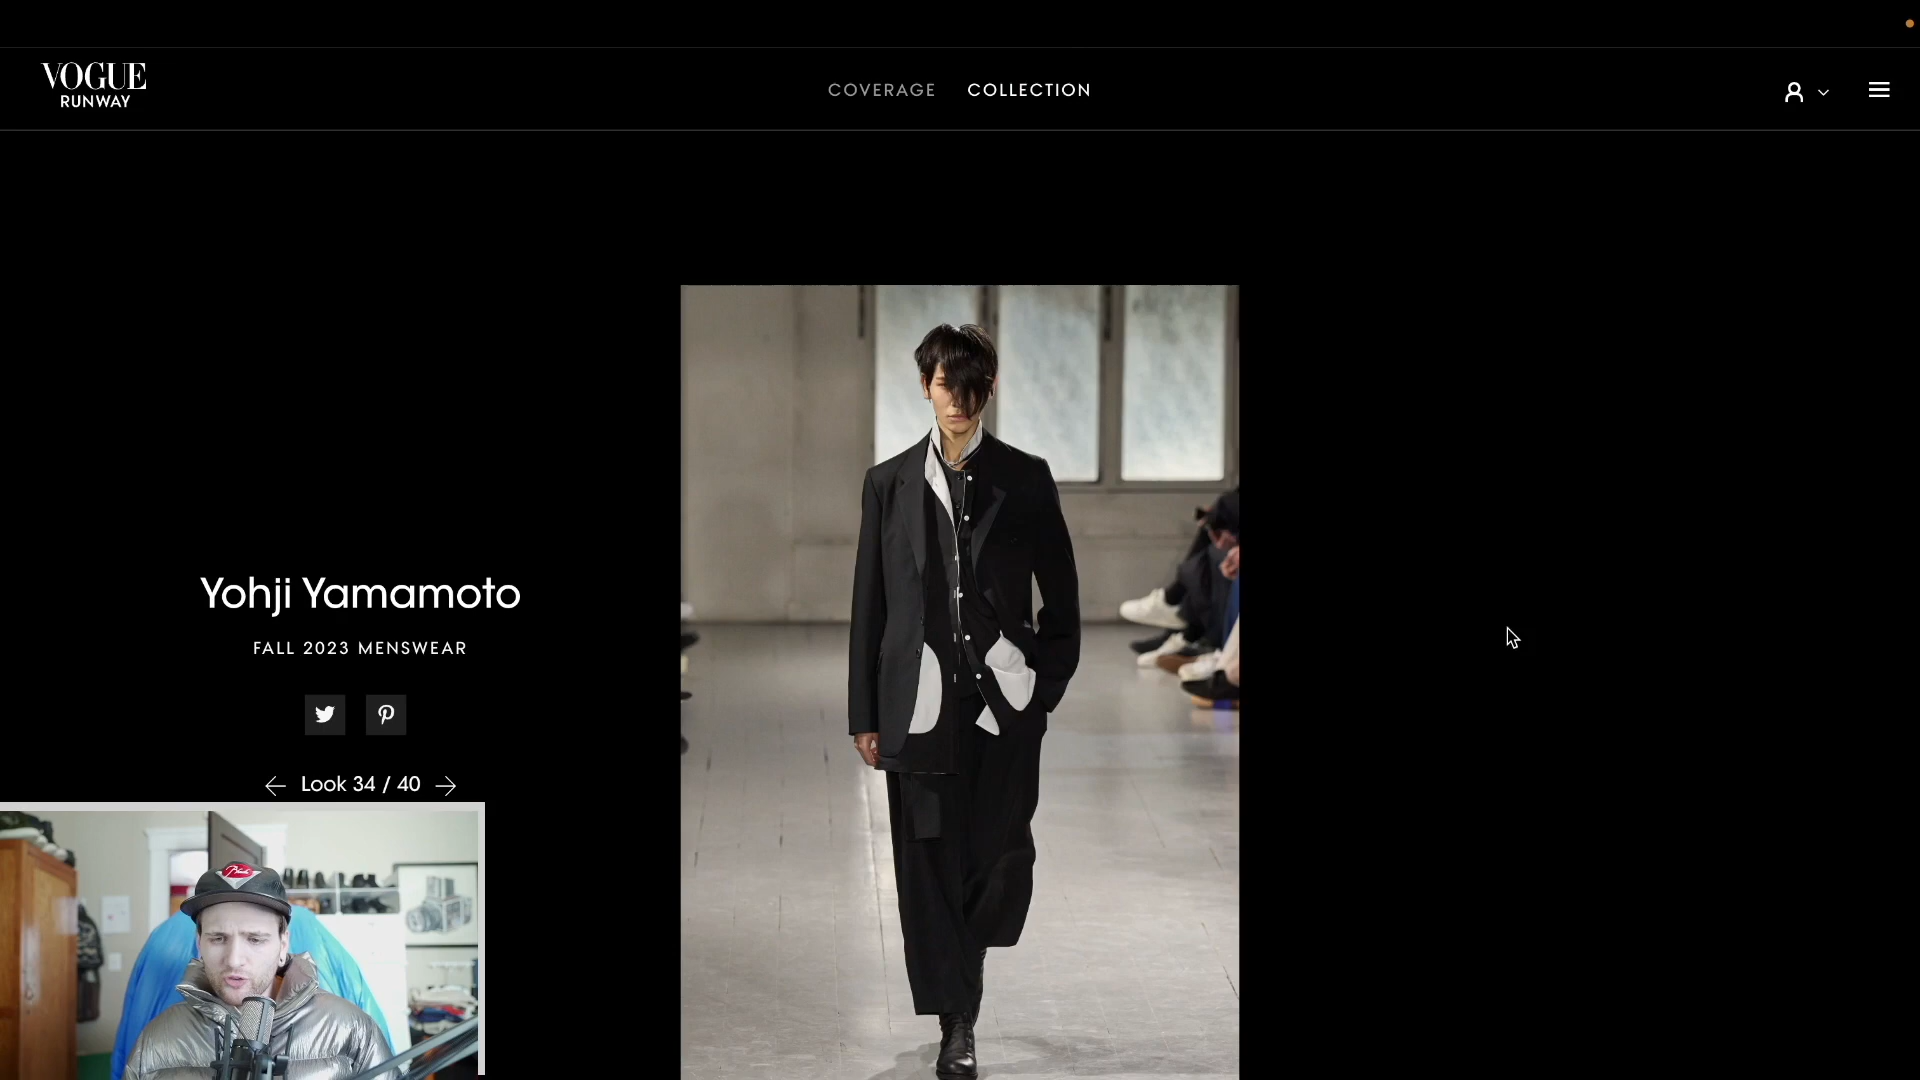 VOGUE
RUNWAY
COVERAGE
COLLECTION
Yohji Yamamoto
FALL 2023 MENSWEAR
Look 34 / 40